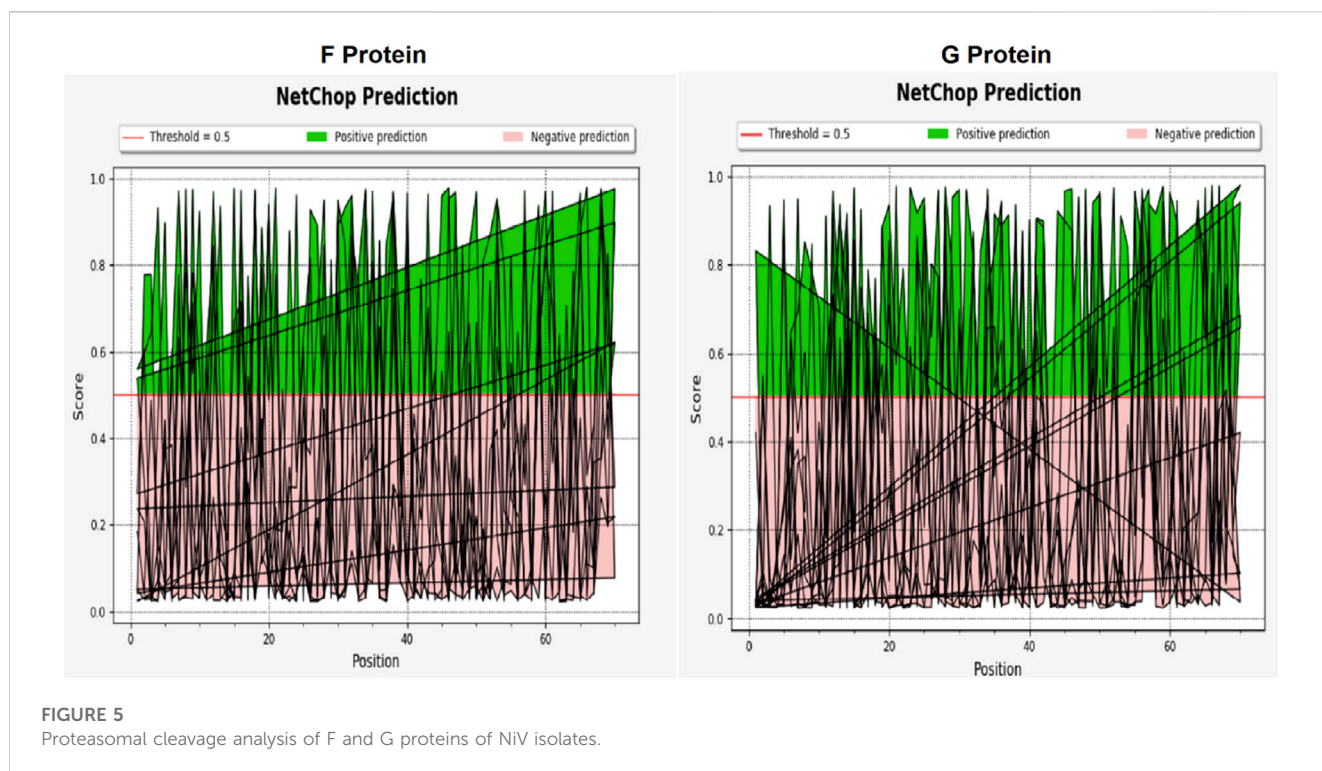 F Protein
NetChop Prediction
Threshold = 0.5 Positive prediction Negative prediction
1.0
0.8
0.6
0.4
0.2
0.0
Score
0 20 40 60
Position
G Protein
NetChop Prediction
Threshold = 0.5 Positive prediction Negative prediction
1.0
0.8
0.6
0.4
0.2
0.0
Score
0 20 40 60
Position
FIGURE 5
Proteasomal cleavage analysis of F and G proteins of NiV isolates.